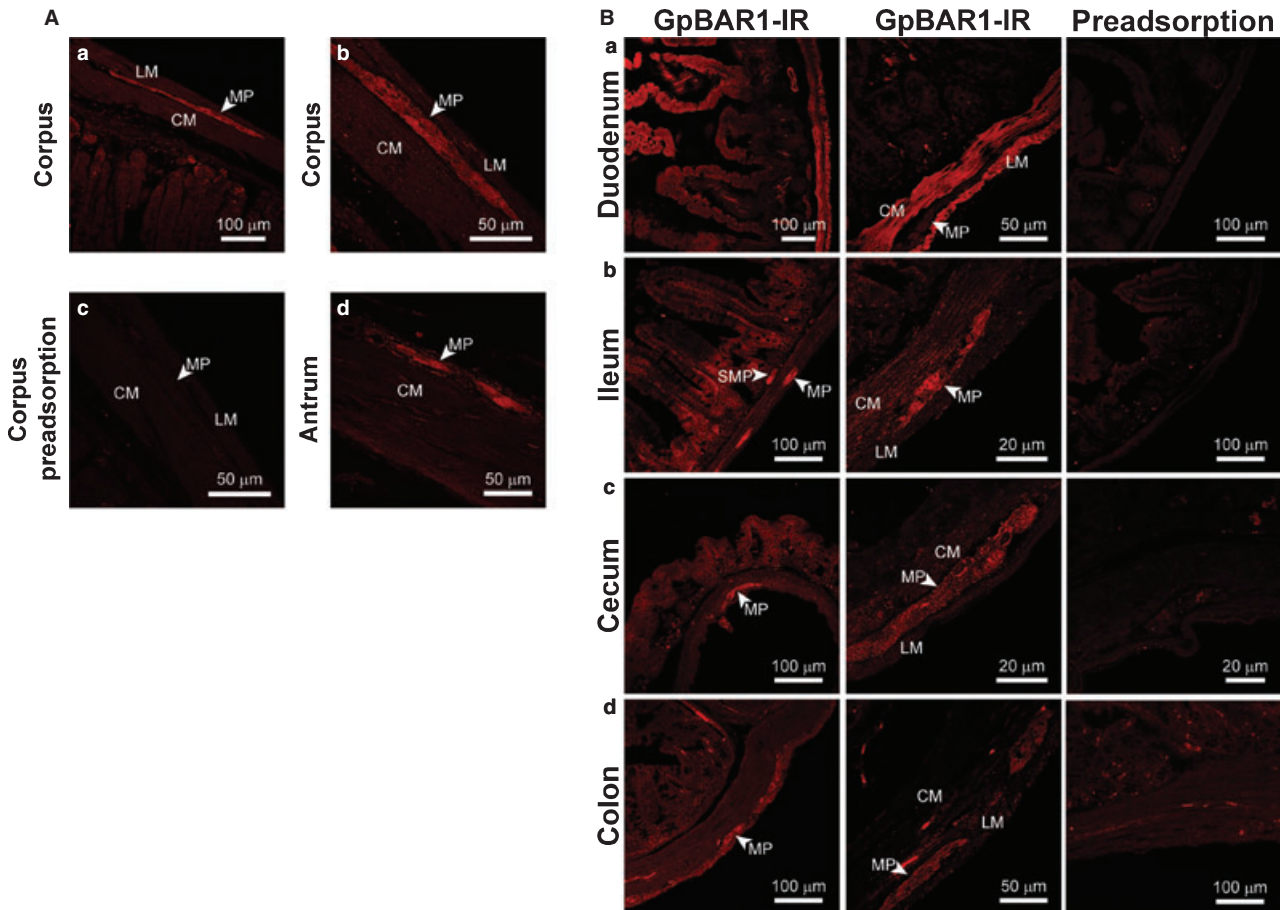 A
B
GpBAR1-IR
GpBAR1-IR
Preadsorption
Corpus
a
LM
MP
CM
100 μm
Corpus
b
MP
CM
LM
50 μm
Corpus
preadsorption
c
MP
CM
LM
50 μm
Antrum
d
MP
CM
50 μm
Duodenum
a
100 μm
LM
CM
MP
50 μm
100 μm
Ileum
b
SMP
MP
100 μm
CM
MP
LM
20 μm
100 μm
Cecum
c
MP
100 μm
CM
MP
LM
20 μm
20 μm
Colon
d
MP
100 μm
CM
LM
MP
50 μm
100 μm